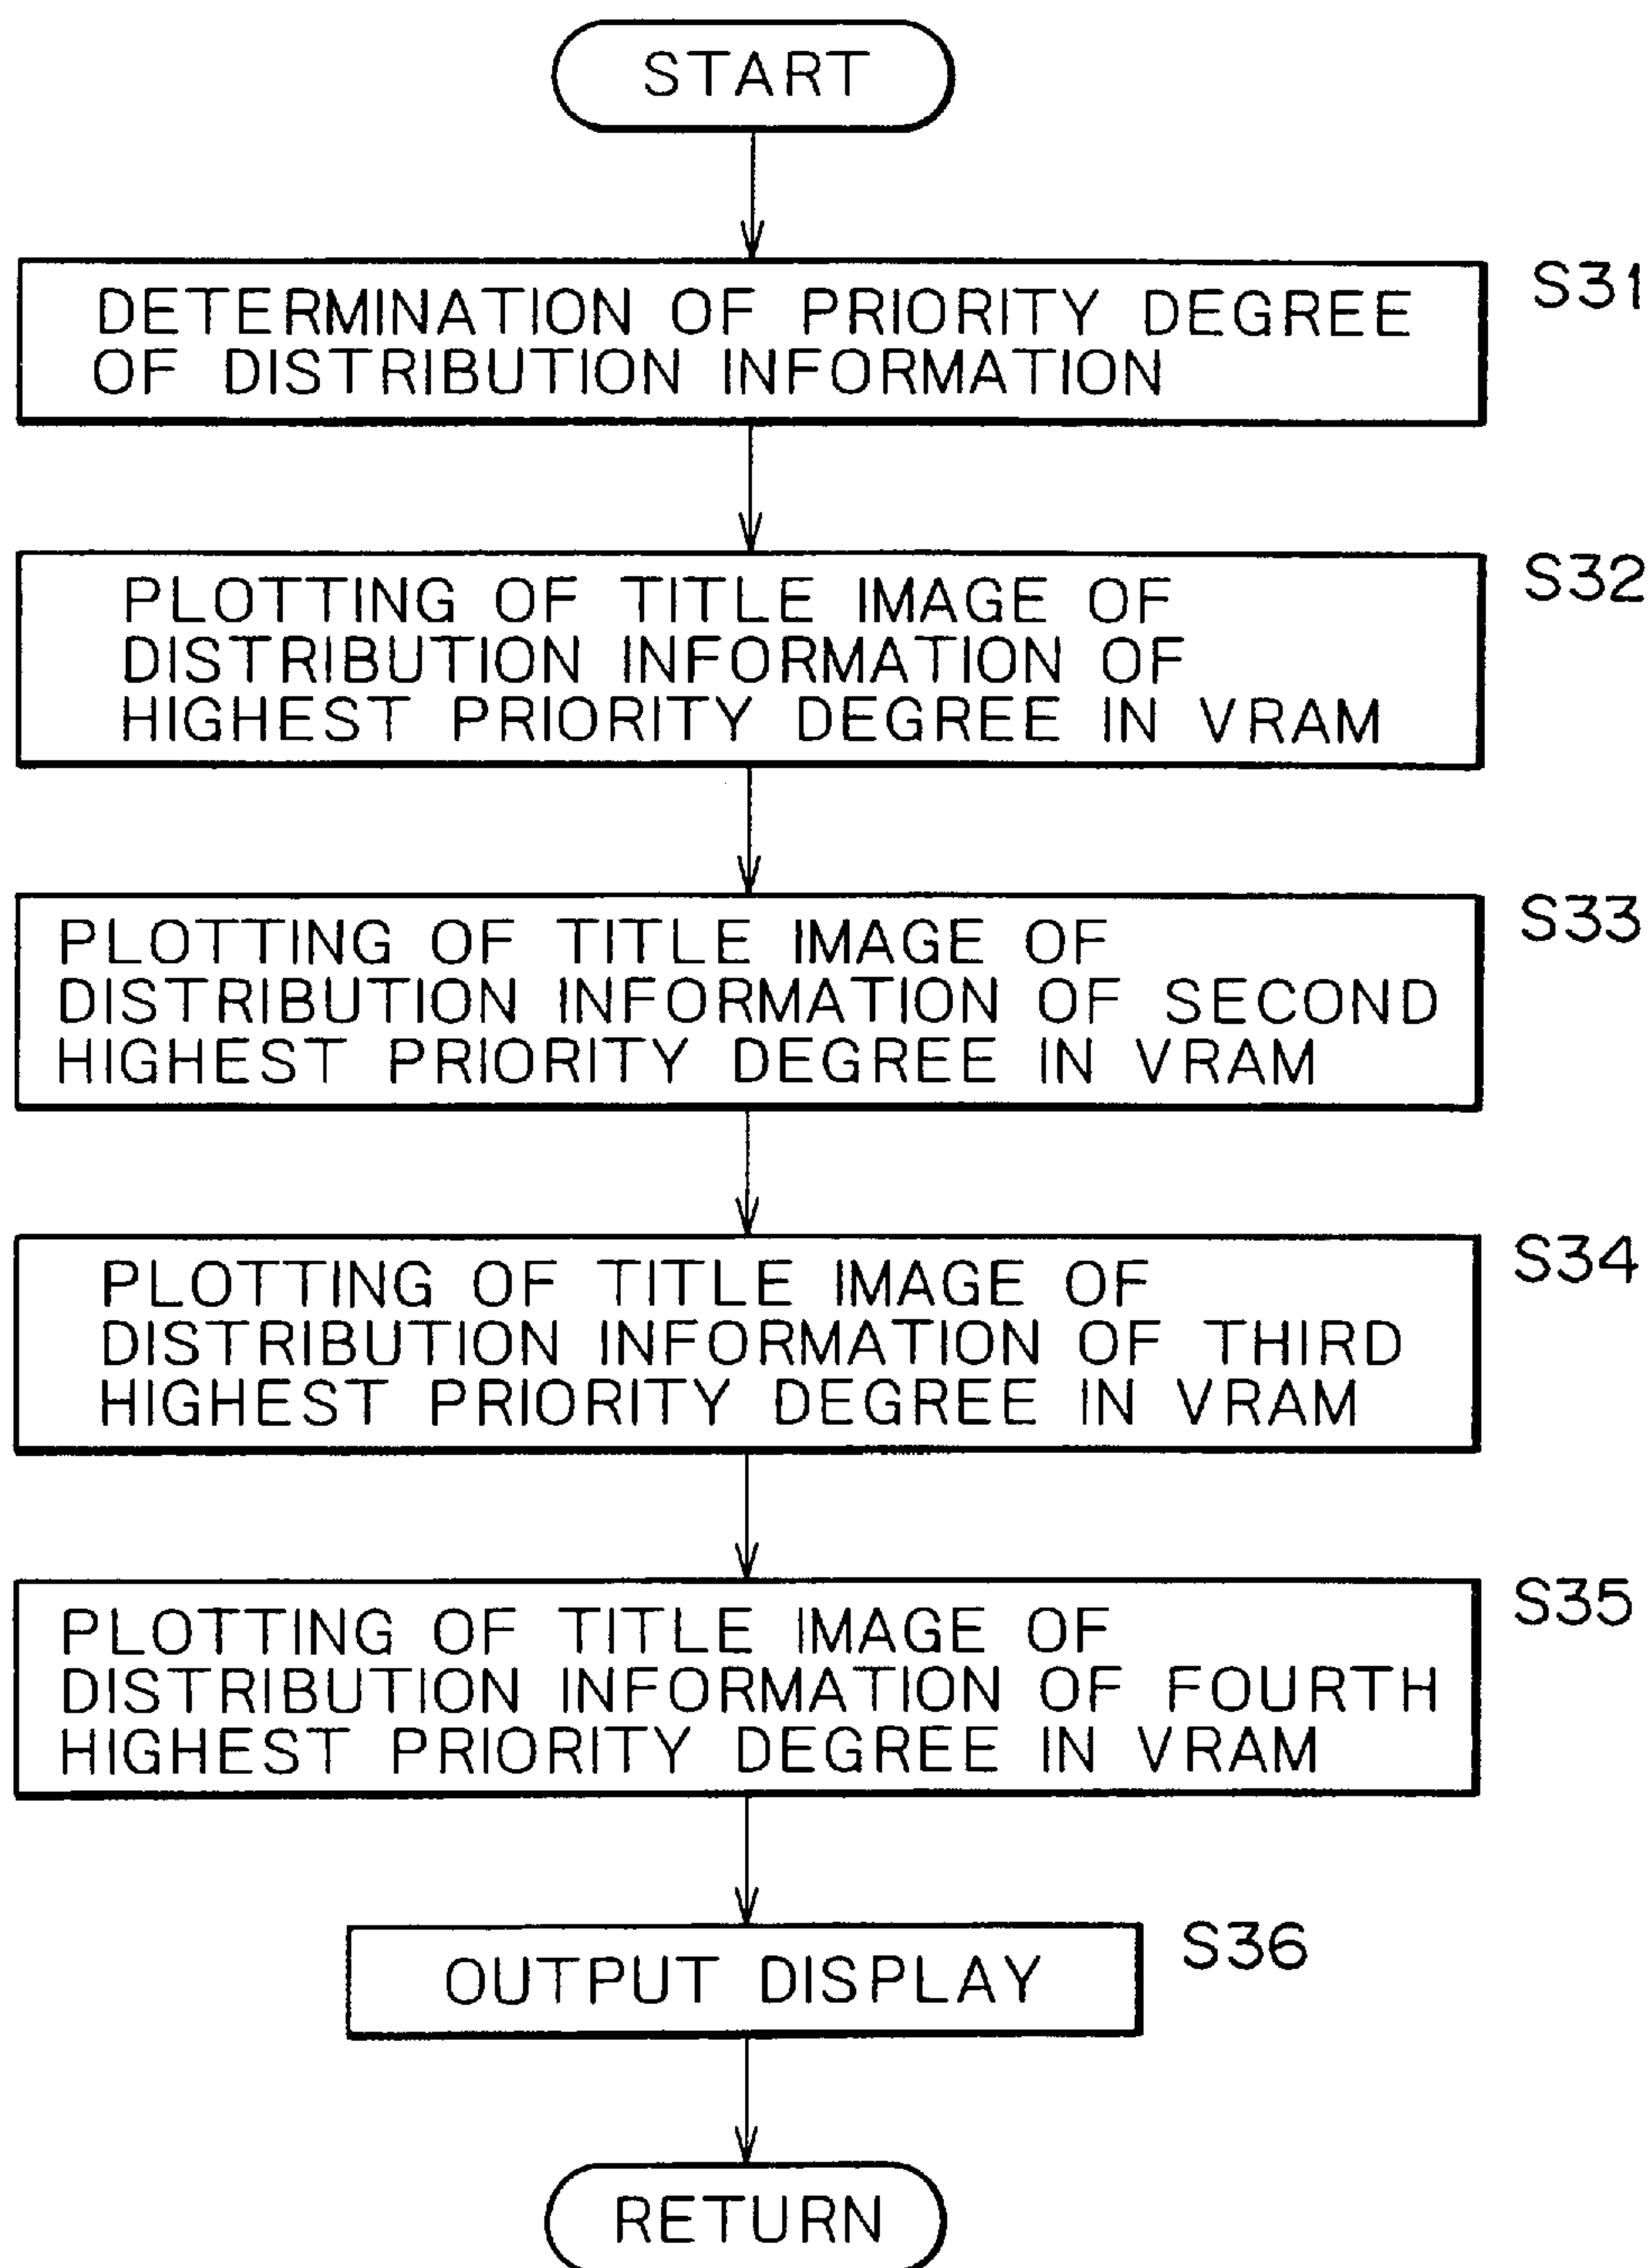 START
S31
DETERMINATION OF PRIORITY DEGREE
OF DISTRIBUTION INFORMATION
S32
PLOTTING OF TITLE IMAGE OF
DISTRIBUTION INFORMATION OF
HIGHEST PRIORITY DEGREE IN VRAM
S33
PLOTTING OF TITLE IMAGE OF
DISTRIBUTION INFORMATION OF SECOND
HIGHEST PRIORITY DEGREE IN VRAM
S34
PLOTTING OF TITLE IMAGE OF
DISTRIBUTION INFORMATION OF THIRD
HIGHEST PRIORITY DEGREE IN VRAM
S35
PLOTTING OF TITLE IMAGE OF
DISTRIBUTION INFORMATION OF FOURTH
HIGHEST PRIORITY DEGREE IN VRAM
S36
OUTPUT DISPLAY
RETURN